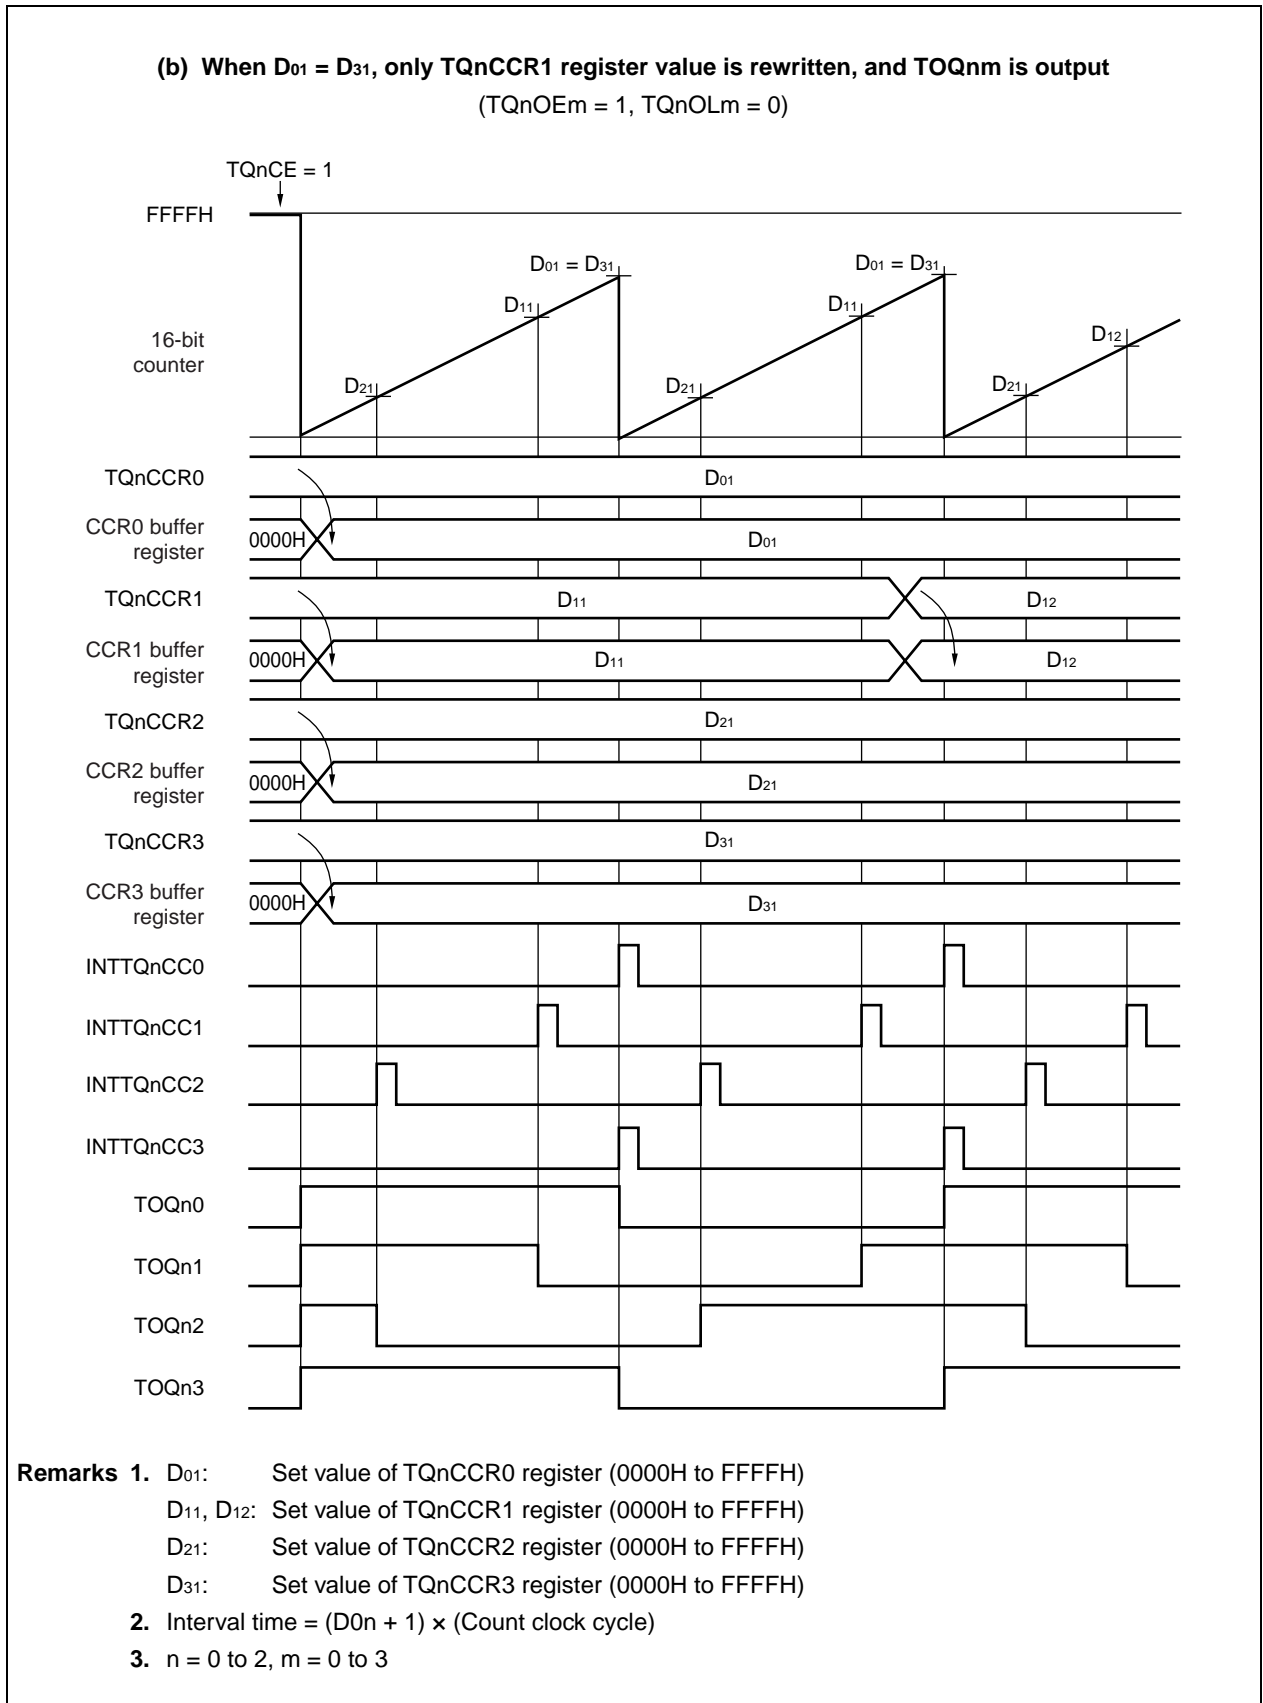 (b) When D01 = D31, only TQnCCR1 register value is rewritten, and TOQnm is output
(TQnOEm = 1, TQnOLm = 0)
TQnCE = 1
FFFFH
D01 = D31
D01 = D31
D11
D11
16-bit
counter
D12
D21
D21
D21
TQnCCR0
D01
CCR0 buffer
register
0000H
D01
TQnCCR1
D11
D12
CCR1 buffer
register
0000H
D11
D12
TQnCCR2
D21
CCR2 buffer
register
0000H
D21
TQnCCR3
D31
CCR3 buffer
register
0000H
D31
INTTQnCC0
INTTQnCC1
INTTQnCC2
INTTQnCC3
TOQn0
TOQn1
TOQn2
TOQn3
Remarks 1. D01: Set value of TQnCCR0 register (0000H to FFFFH)
D11, D12: Set value of TQnCCR1 register (0000H to FFFFH)
D21: Set value of TQnCCR2 register (0000H to FFFFH)
D31: Set value of TQnCCR3 register (0000H to FFFFH)
2. Interval time = (D0n + 1) × (Count clock cycle)
3. n = 0 to 2, m = 0 to 3